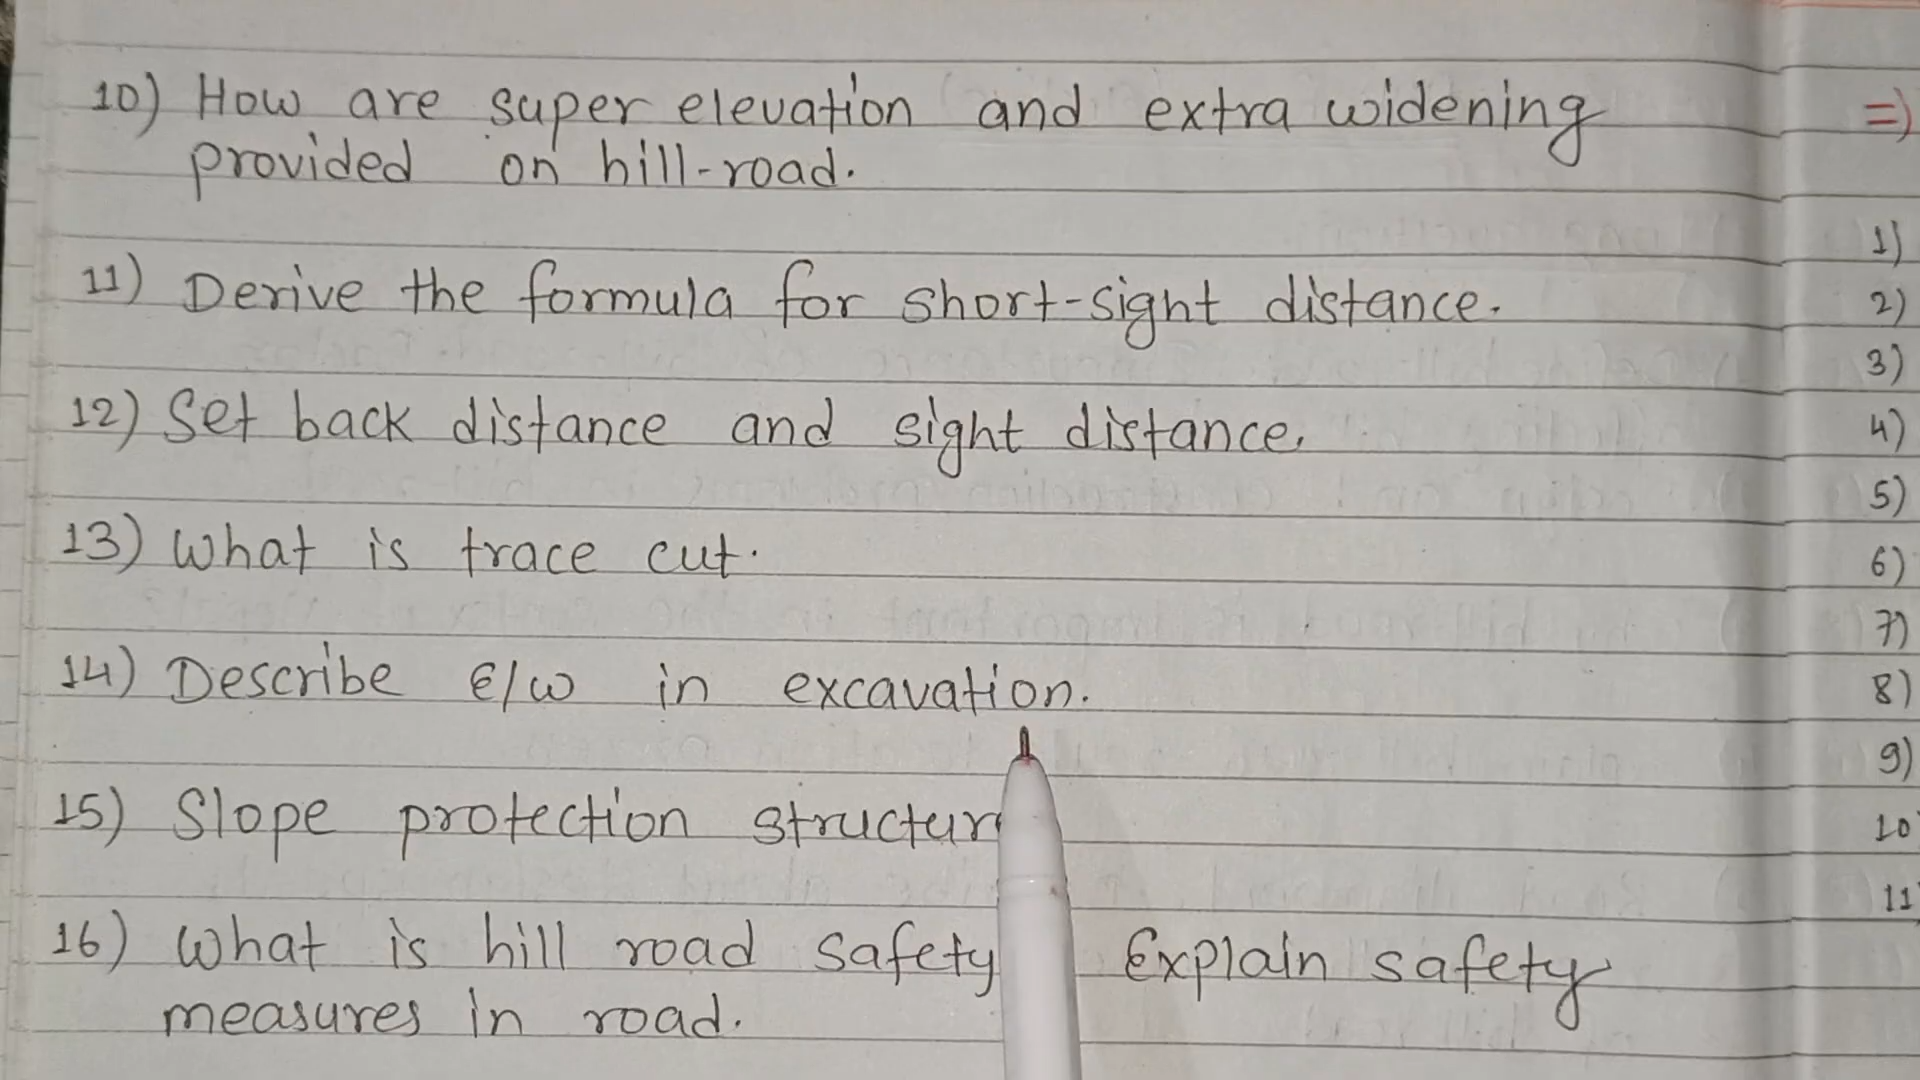 10) How are super elevation and extra widening
provided on hill-road.
11) Derive the formula for short-sight distance.
12) Set back distance and sight distance.
13) What is trace cut.
14) Describe E/W in excavation.
15) Slope protection
16) What is hill road safety Explain safety
measures in road.
=)
1)
2)
3)
4)
5)
6)
7)
8)
9)
10
11